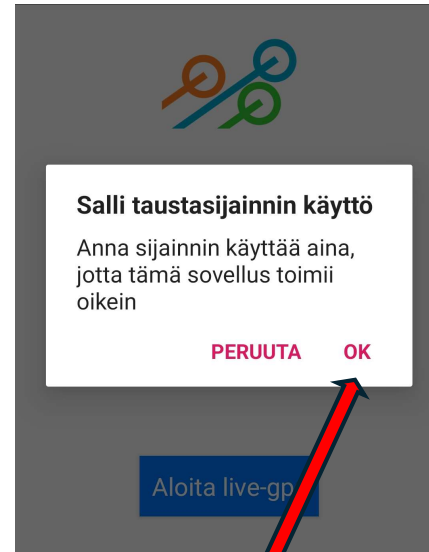 Salli taustasijainnin käyttö
Anna sijainnin käyttää aina,
jotta tämä sovellus toimii
oikein
PERUUTA OK
Aloita live-gp